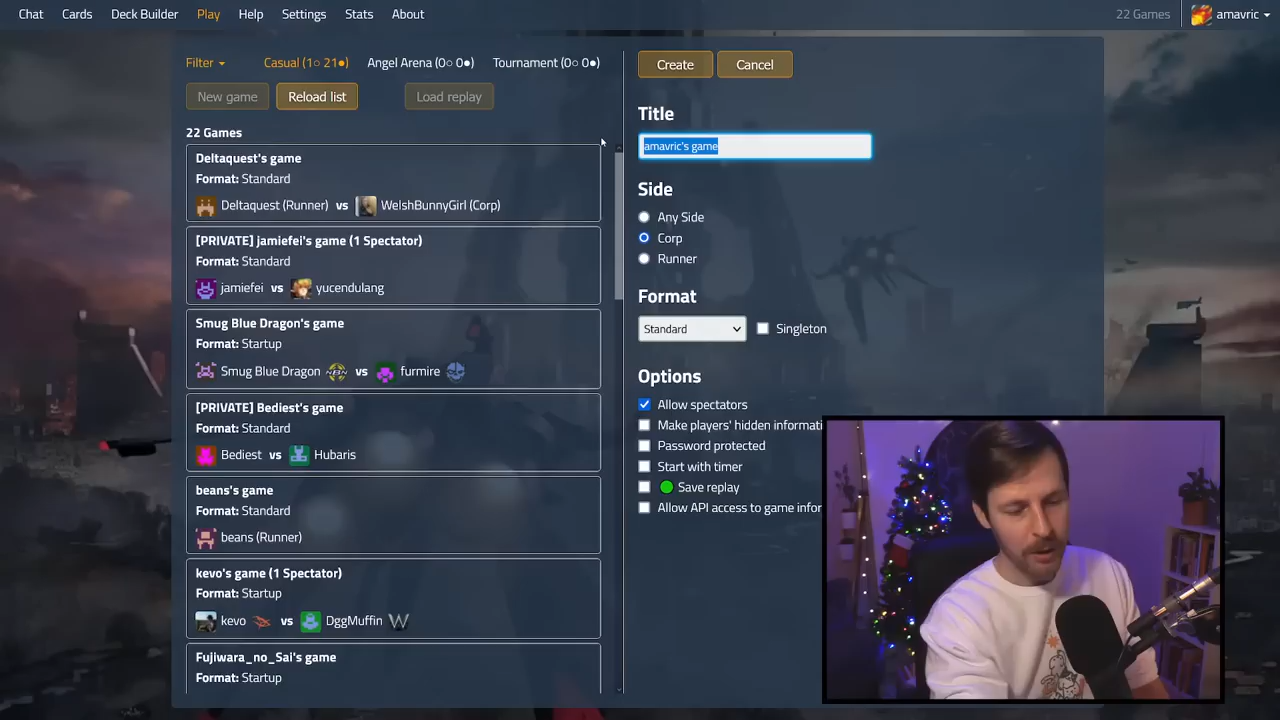 Chat Cards Deck Builder Play Help Settings Stats About 22 Games amavric
Filter Casual (1○ 21●) Angel Arena (0○ 0●) Tournament (0○ 0●)
New game Reload list Load replay
22 Games
Deltaquest's game
Format: Standard
Deltaquest (Runner) vs WelshBunnyGirl (Corp)
[PRIVATE] jamiefei's game (1 Spectator)
Format: Standard
jamiefei vs yucendulang
Smug Blue Dragon's game
Format: Startup
Smug Blue Dragon vs furmire
[PRIVATE] Bediest's game
Format: Standard
Bediest vs Hubaris
beans's game
Format: Standard
beans (Runner)
kevo's game (1 Spectator)
Format: Startup
kevo vs DggMuffin
Fujiwara_no_Sai's game
Format: Startup
Create Cancel
Title
amavric's game
Side
Any Side
Corp
Runner
Format
Standard Singleton
Options
Allow spectators
Make players' hidden informati
Password protected
Start with timer
Save replay
Allow API access to game infor